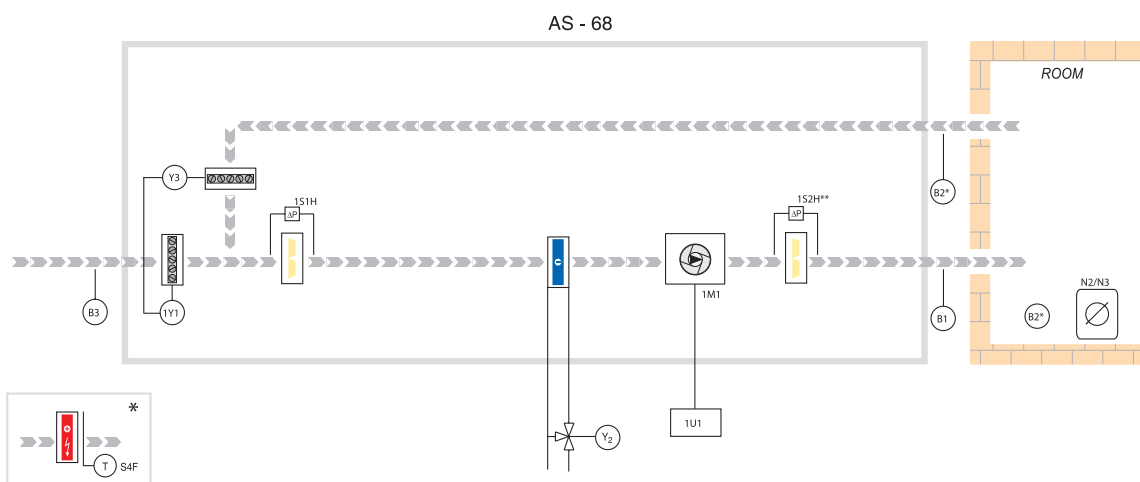 AS - 68
ROOM
Y3
B2*
1S1H
ΔP
1S2H**
ΔP
B3
1Y1
1M1
B1
B2*
N2/N3
1U1
Y2
*
T
S4F